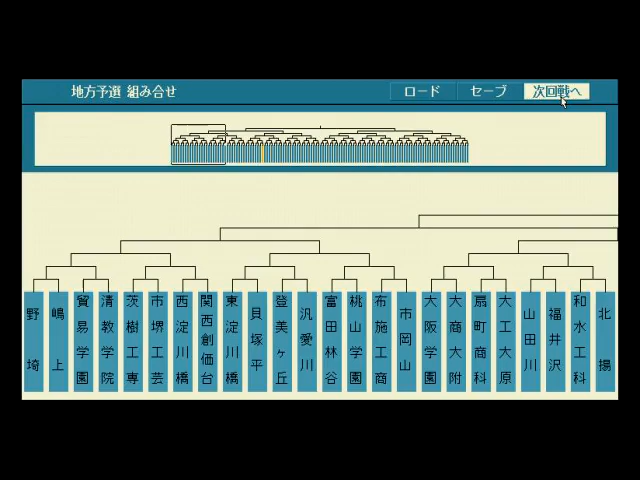 地方予選 組み合せ
ロード
セーブ
次回戦へ
野埼
嶋上
貿易学園
清教学院
茨樹工専
市堺工芸
西淀川橋
関西創価台
東淀川橋
貝塚平
登美ヶ丘
汎愛川
富田林谷
桃山学園
布施工商
市岡山
大阪学園
大商大附
扇町商科
大工大原
山田川
福井沢
和水工科
北揚